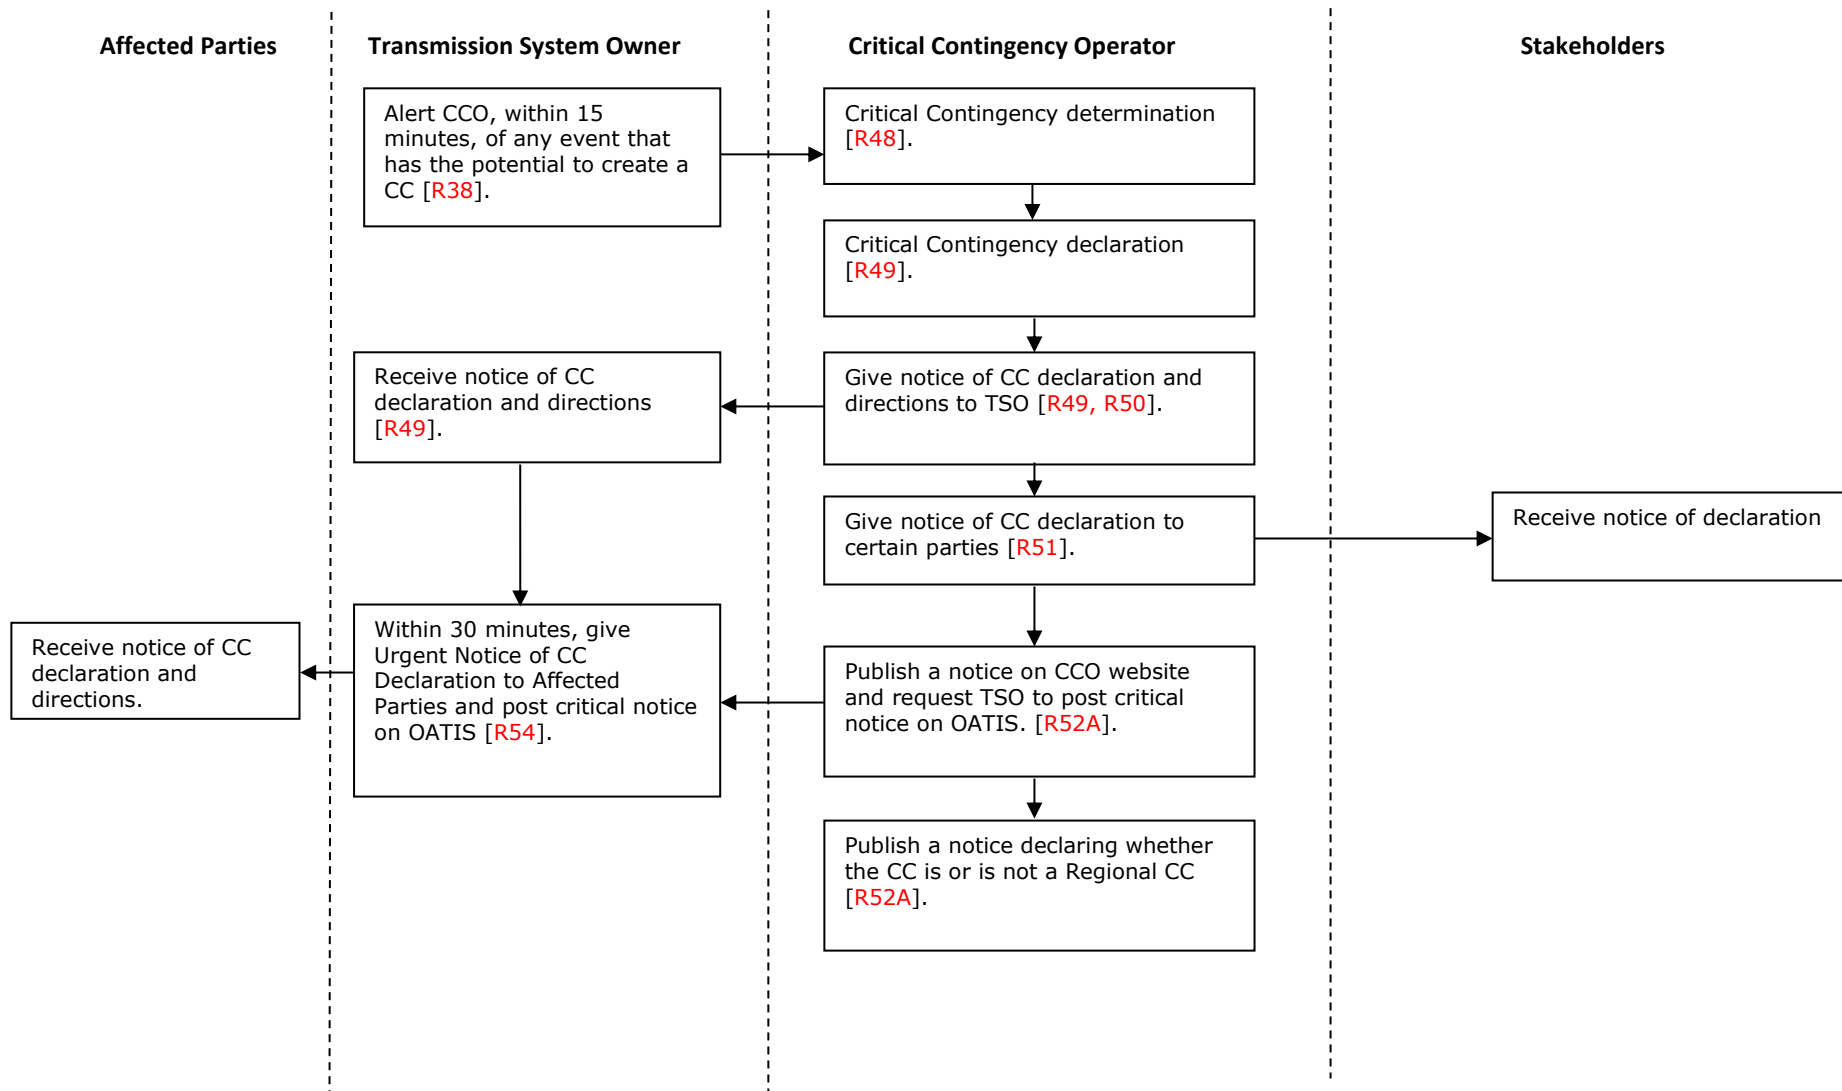 Affected Parties
Transmission System Owner
Critical Contingency Operator
Stakeholders
Alert CCO, within 15
minutes, of any event that
has the potential to create a
CC [R38].
Critical Contingency determination
[R48].
Critical Contingency declaration
[R49].
Receive notice of CC
declaration and directions
[R49].
Give notice of CC declaration and
directions to TSO [R49, R50].
Give notice of CC declaration to
certain parties [R51].
Receive notice of declaration
Receive notice of CC
declaration and
directions.
Within 30 minutes, give
Urgent Notice of CC
Declaration to Affected
Parties and post critical notice
on OATIS [R54].
Publish a notice on CCO website
and request TSO to post critical
notice on OATIS. [R52A].
Publish a notice declaring whether
the CC is or is not a Regional CC
[R52A].